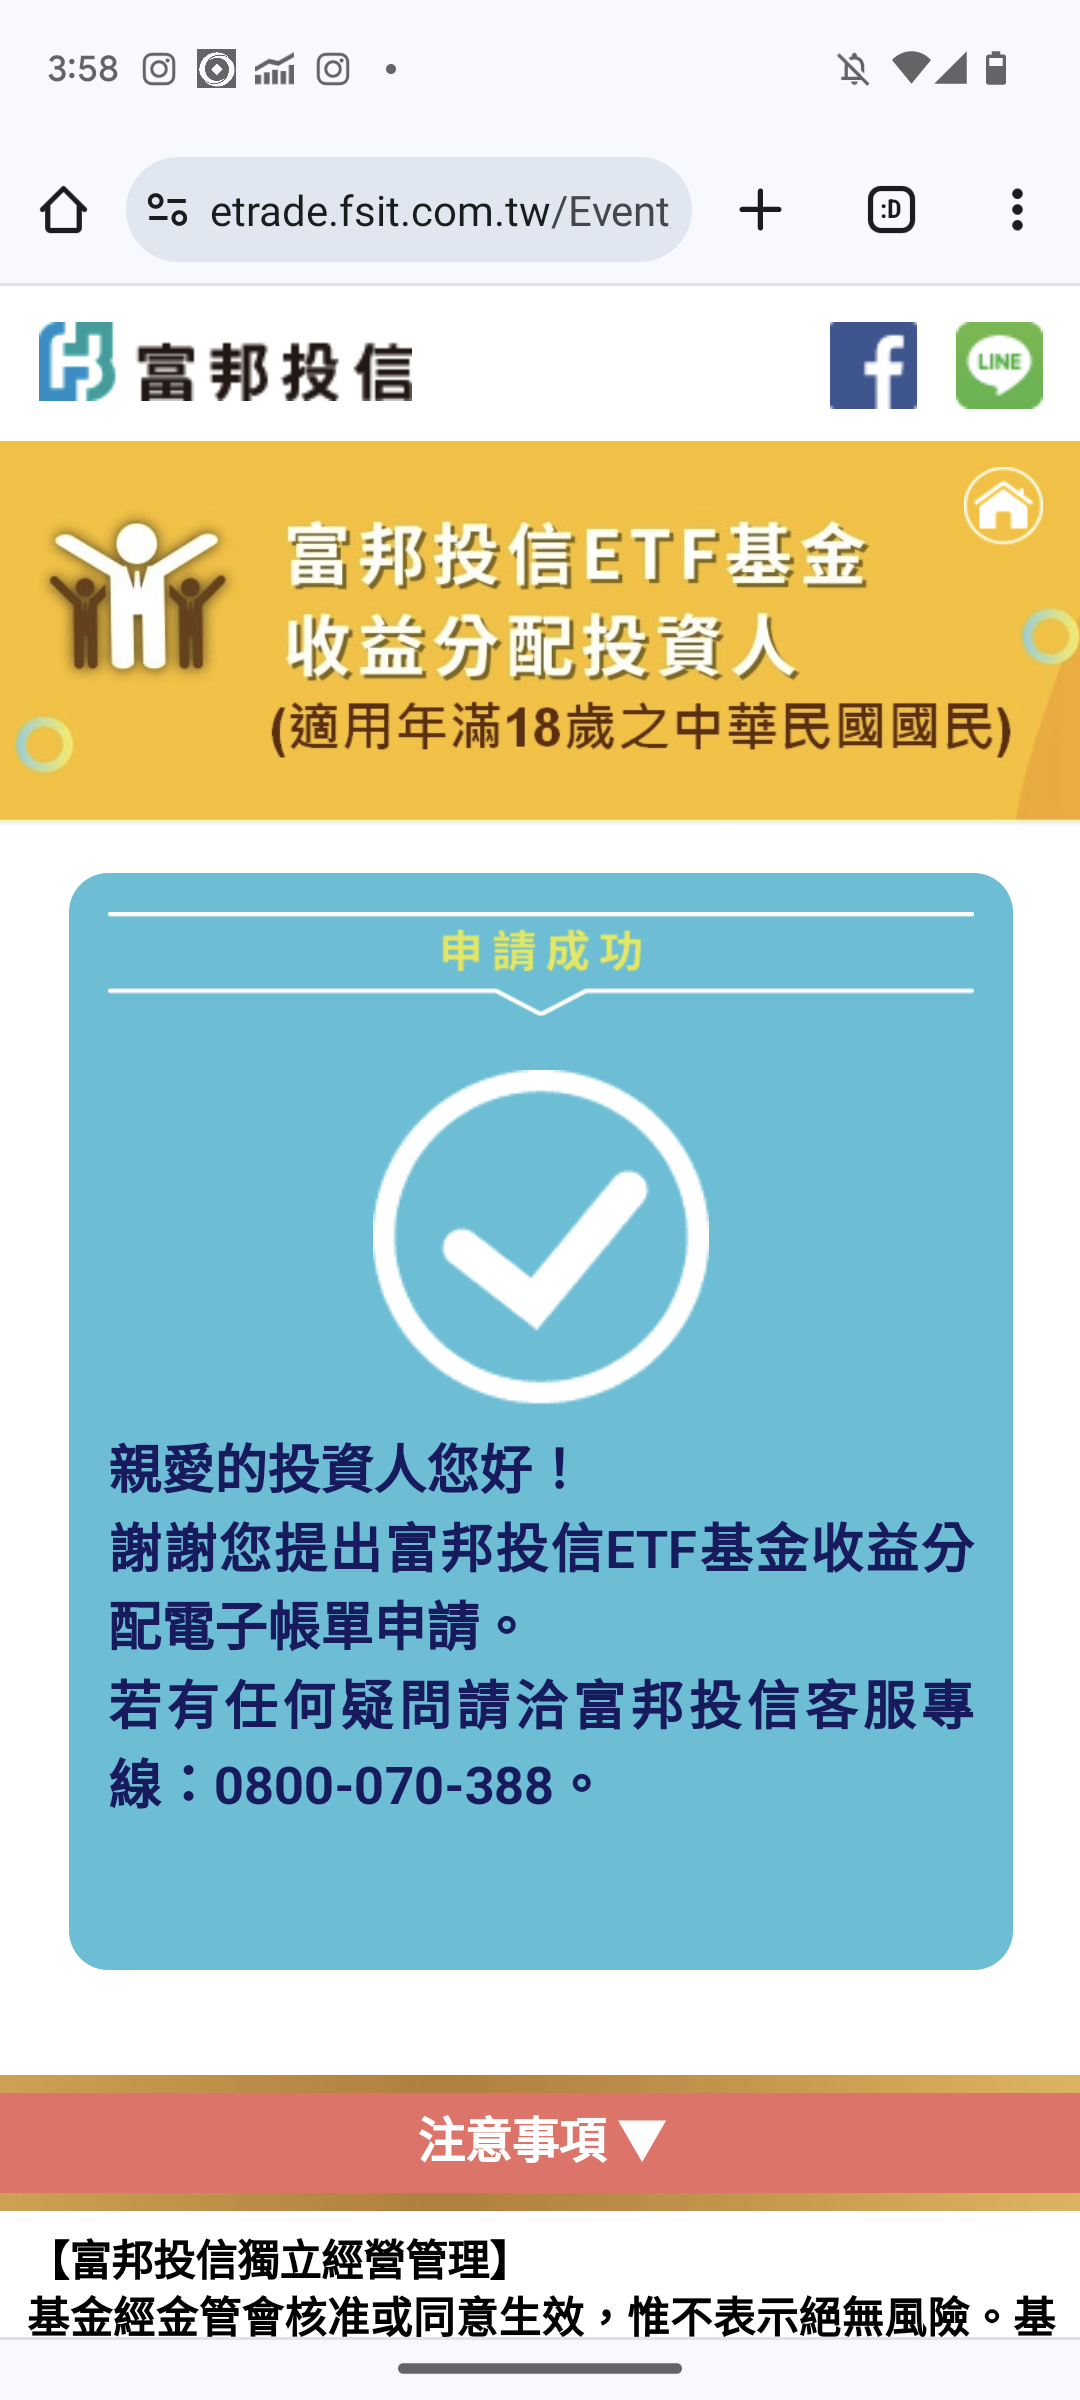 3:58
etrade.fsit.com.tw/Event
:D
富邦投信
f
LINE
富邦投信ETF基金
收益分配投資人
(適用年滿18歲之中華民國國民)
申請成功
親愛的投資人您好！
謝謝您提出富邦投信ETF基金收益分
配電子帳單申請。
若有任何疑問請洽富邦投信客服專
線：0800-070-388。
注意事項▼
【富邦投信獨立經營管理】
基金經金管會核准或同意生效，惟不表示絕無風險。基